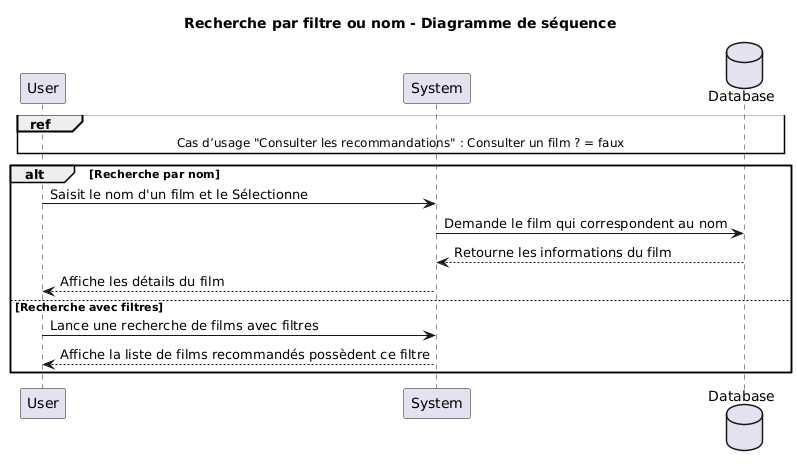 Recherche par filtre ou nom - Diagramme de séquence
User
System
Database
ref
Cas d’usage "Consulter les recommandations" : Consulter un film ? = faux
alt
[Recherche par nom]
Saisit le nom d'un film et le Sélectionne
Demande le film qui correspondent au nom
Retourne les informations du film
Affiche les détails du film
[Recherche avec filtres]
Lance une recherche de films avec filtres
Affiche la liste de films recommandés possèdent ce filtre
User
System
Database